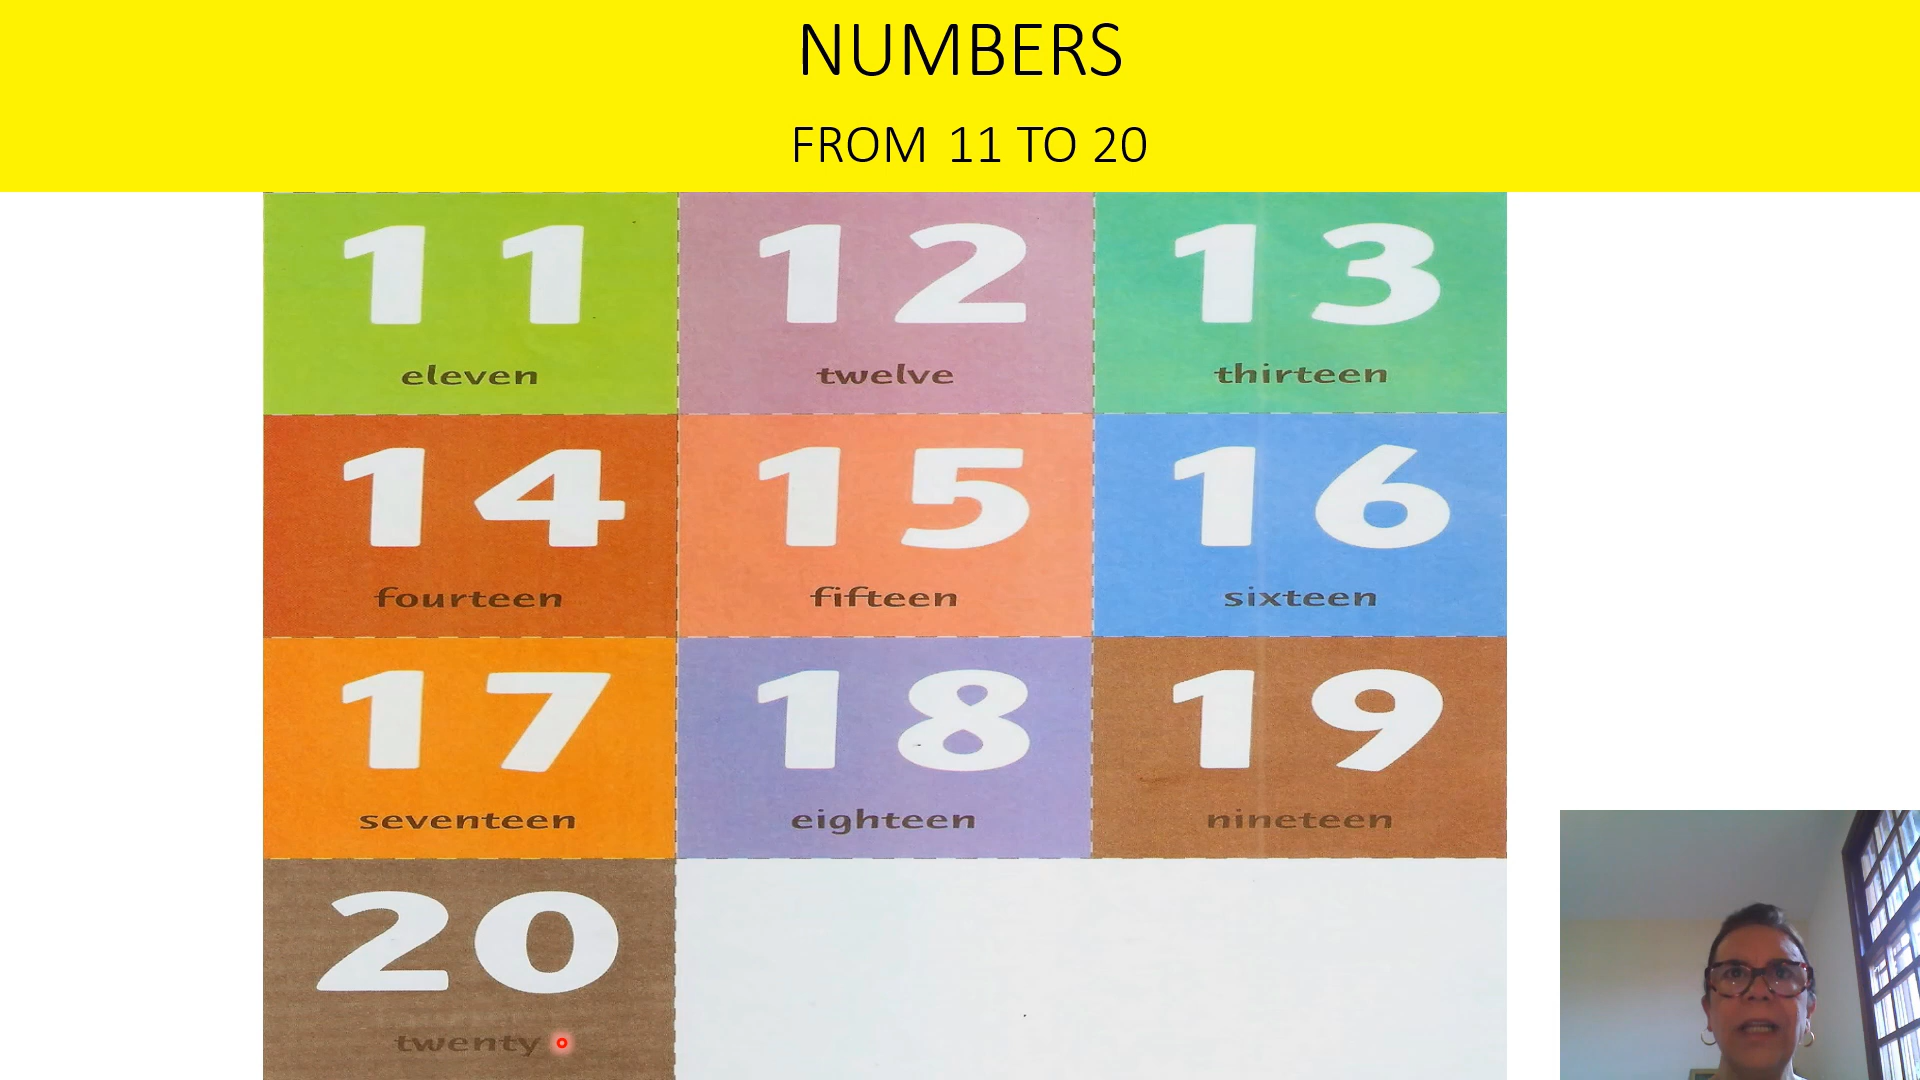 NUMBERS
FROM 11 TO 20
11 12 13
eleven twelve thirteen
14 15 16
fourteen fifteen sixteen
17 18 19
seventeen eighteen nineteen
20
twenty